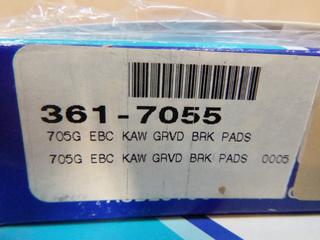 361-7055
705G EBC KAW GRVD BRK PADS
705G EBC KAW GRVD BRK PADS 0005